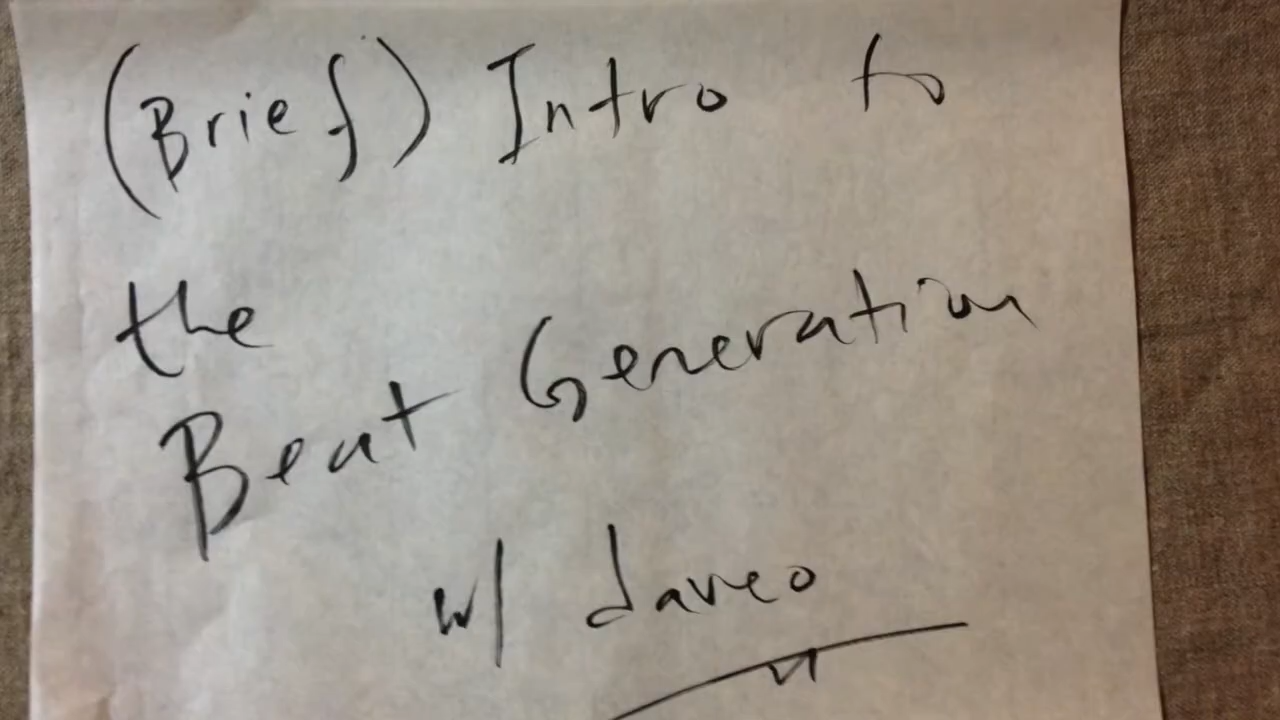 (Brief) Intro to
the
Beat Generation
w/ daveo